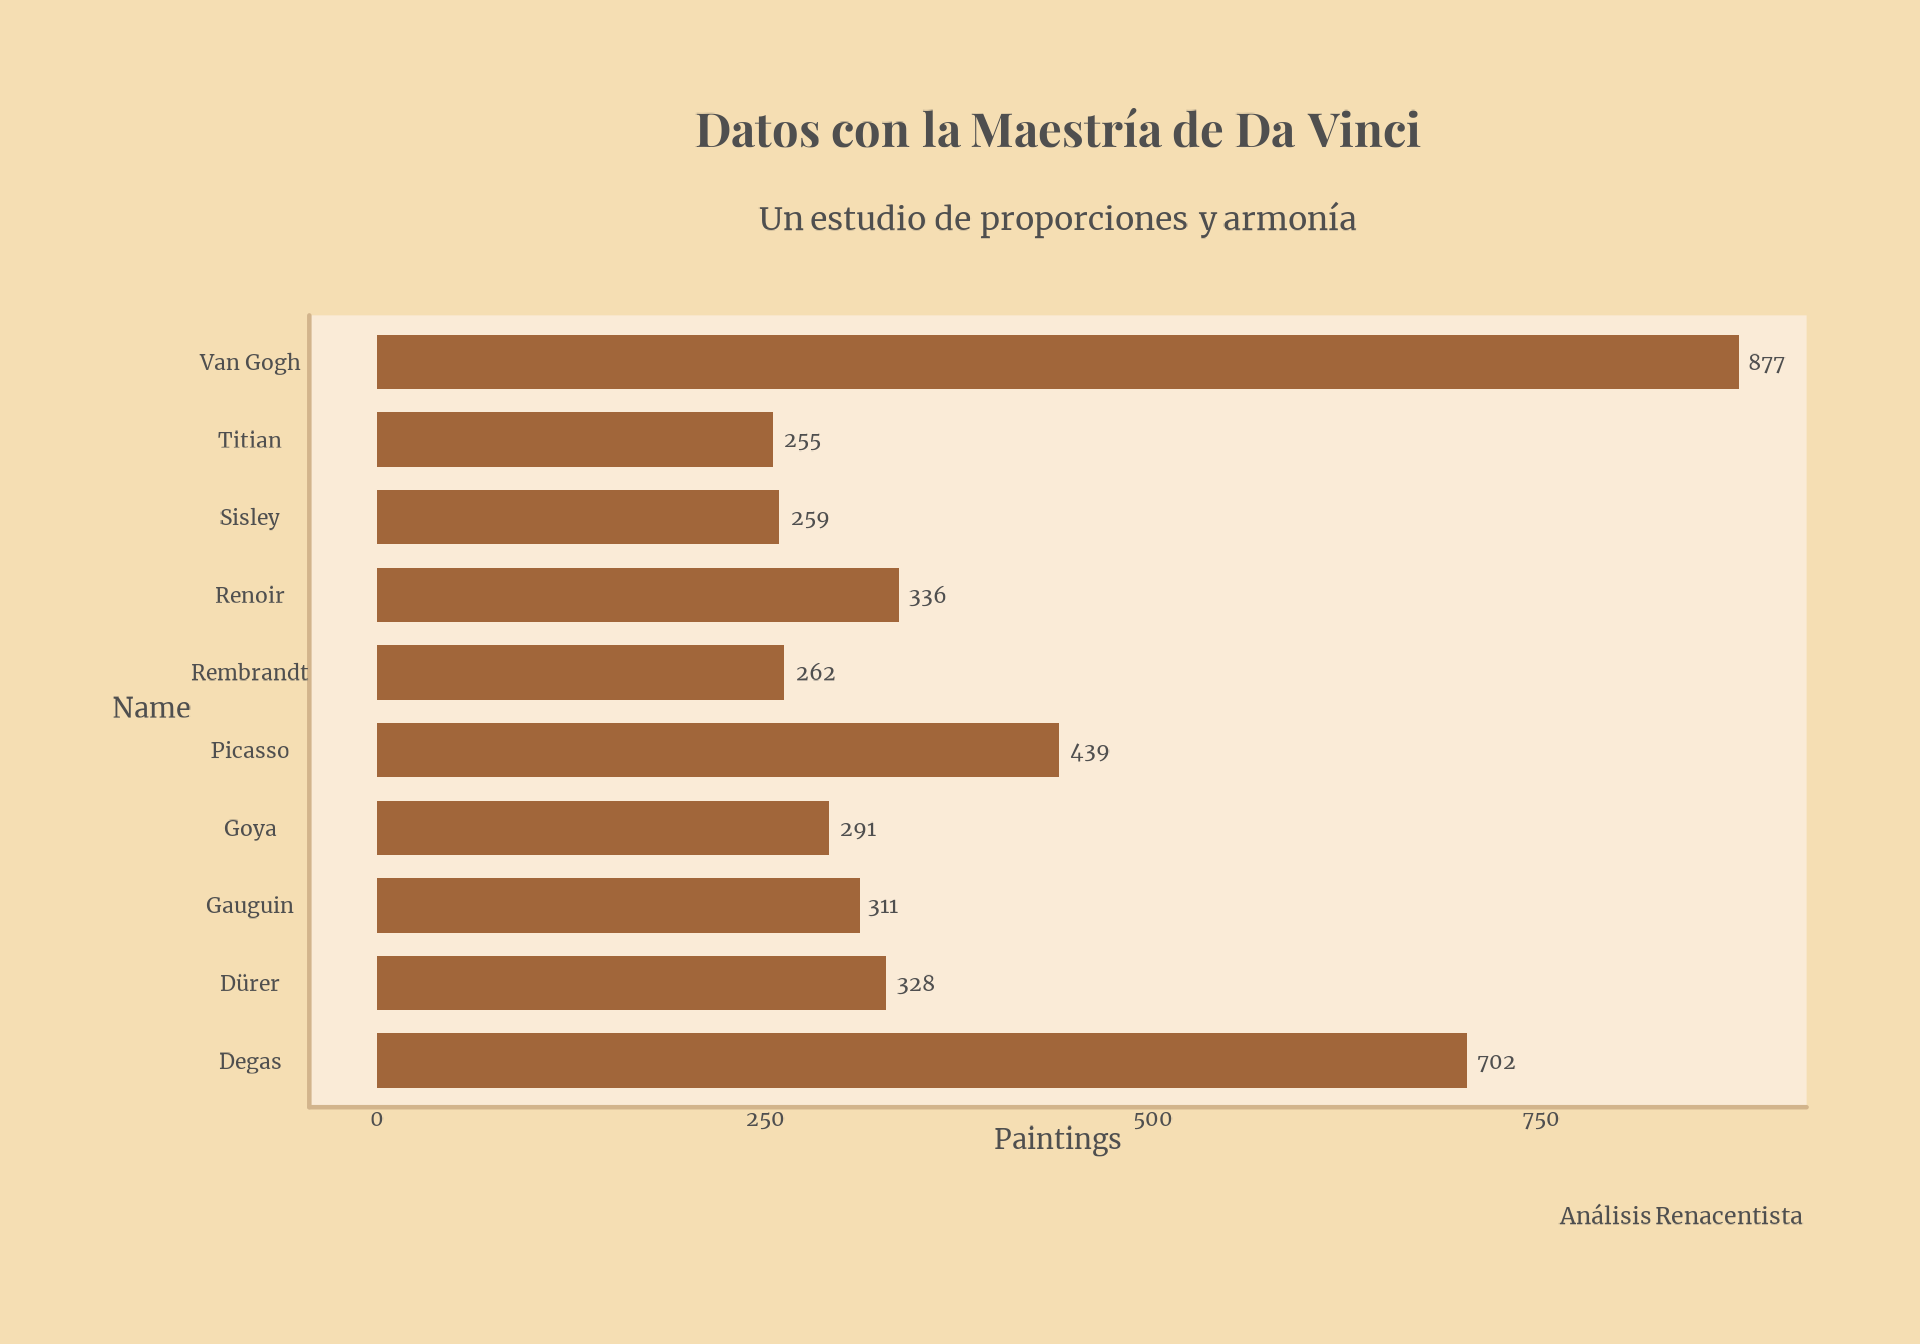 Datos con la Maestría de Da Vinci
Un estudio de proporciones y armonía
Van Gogh 877
Titian 255
Sisley 259
Renoir 336
Rembrandt 262
Name
Picasso 439
Goya 291
Gauguin 311
Dürer 328
Degas 702
0 250 500 750
Paintings
Análisis Renacentista